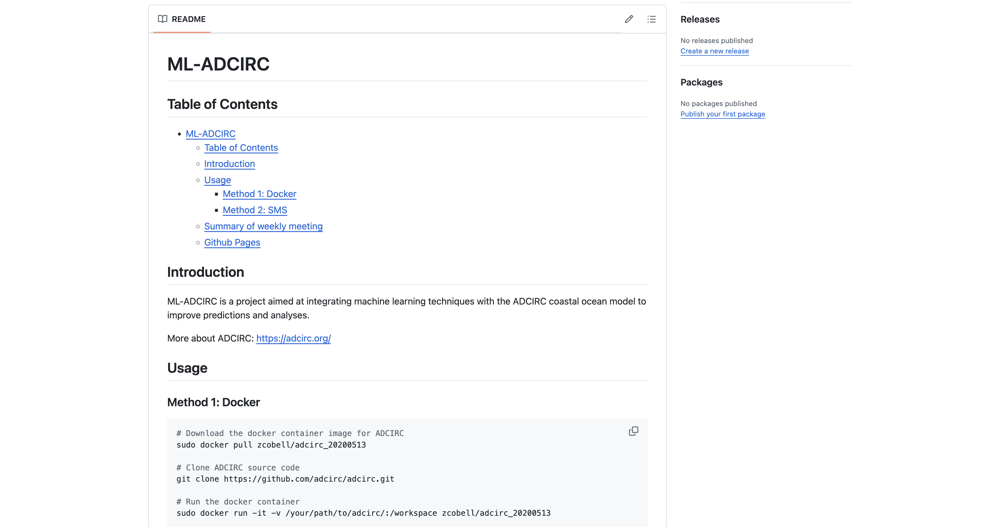 README
ML-ADCIRC
Table of Contents
ML-ADCIRC
Table of Contents
Introduction
Usage
Method 1: Docker
Method 2: SMS
Summary of weekly meeting
Github Pages
Introduction
ML-ADCIRC is a project aimed at integrating machine learning techniques with the ADCIRC coastal ocean model to
improve predictions and analyses.
More about ADCIRC: https://adcirc.org/
Usage
Method 1: Docker
# Download the docker container image for ADCIRC
sudo docker pull zcobell/adcirc_20200513
# Clone ADCIRC source code
git clone https://github.com/adcirc/adcirc.git
# Run the docker container
sudo docker run -it -v /your/path/to/adcirc/:/workspace zcobell/adcirc_20200513
Releases
No releases published
Create a new release
Packages
No packages published
Publish your first package